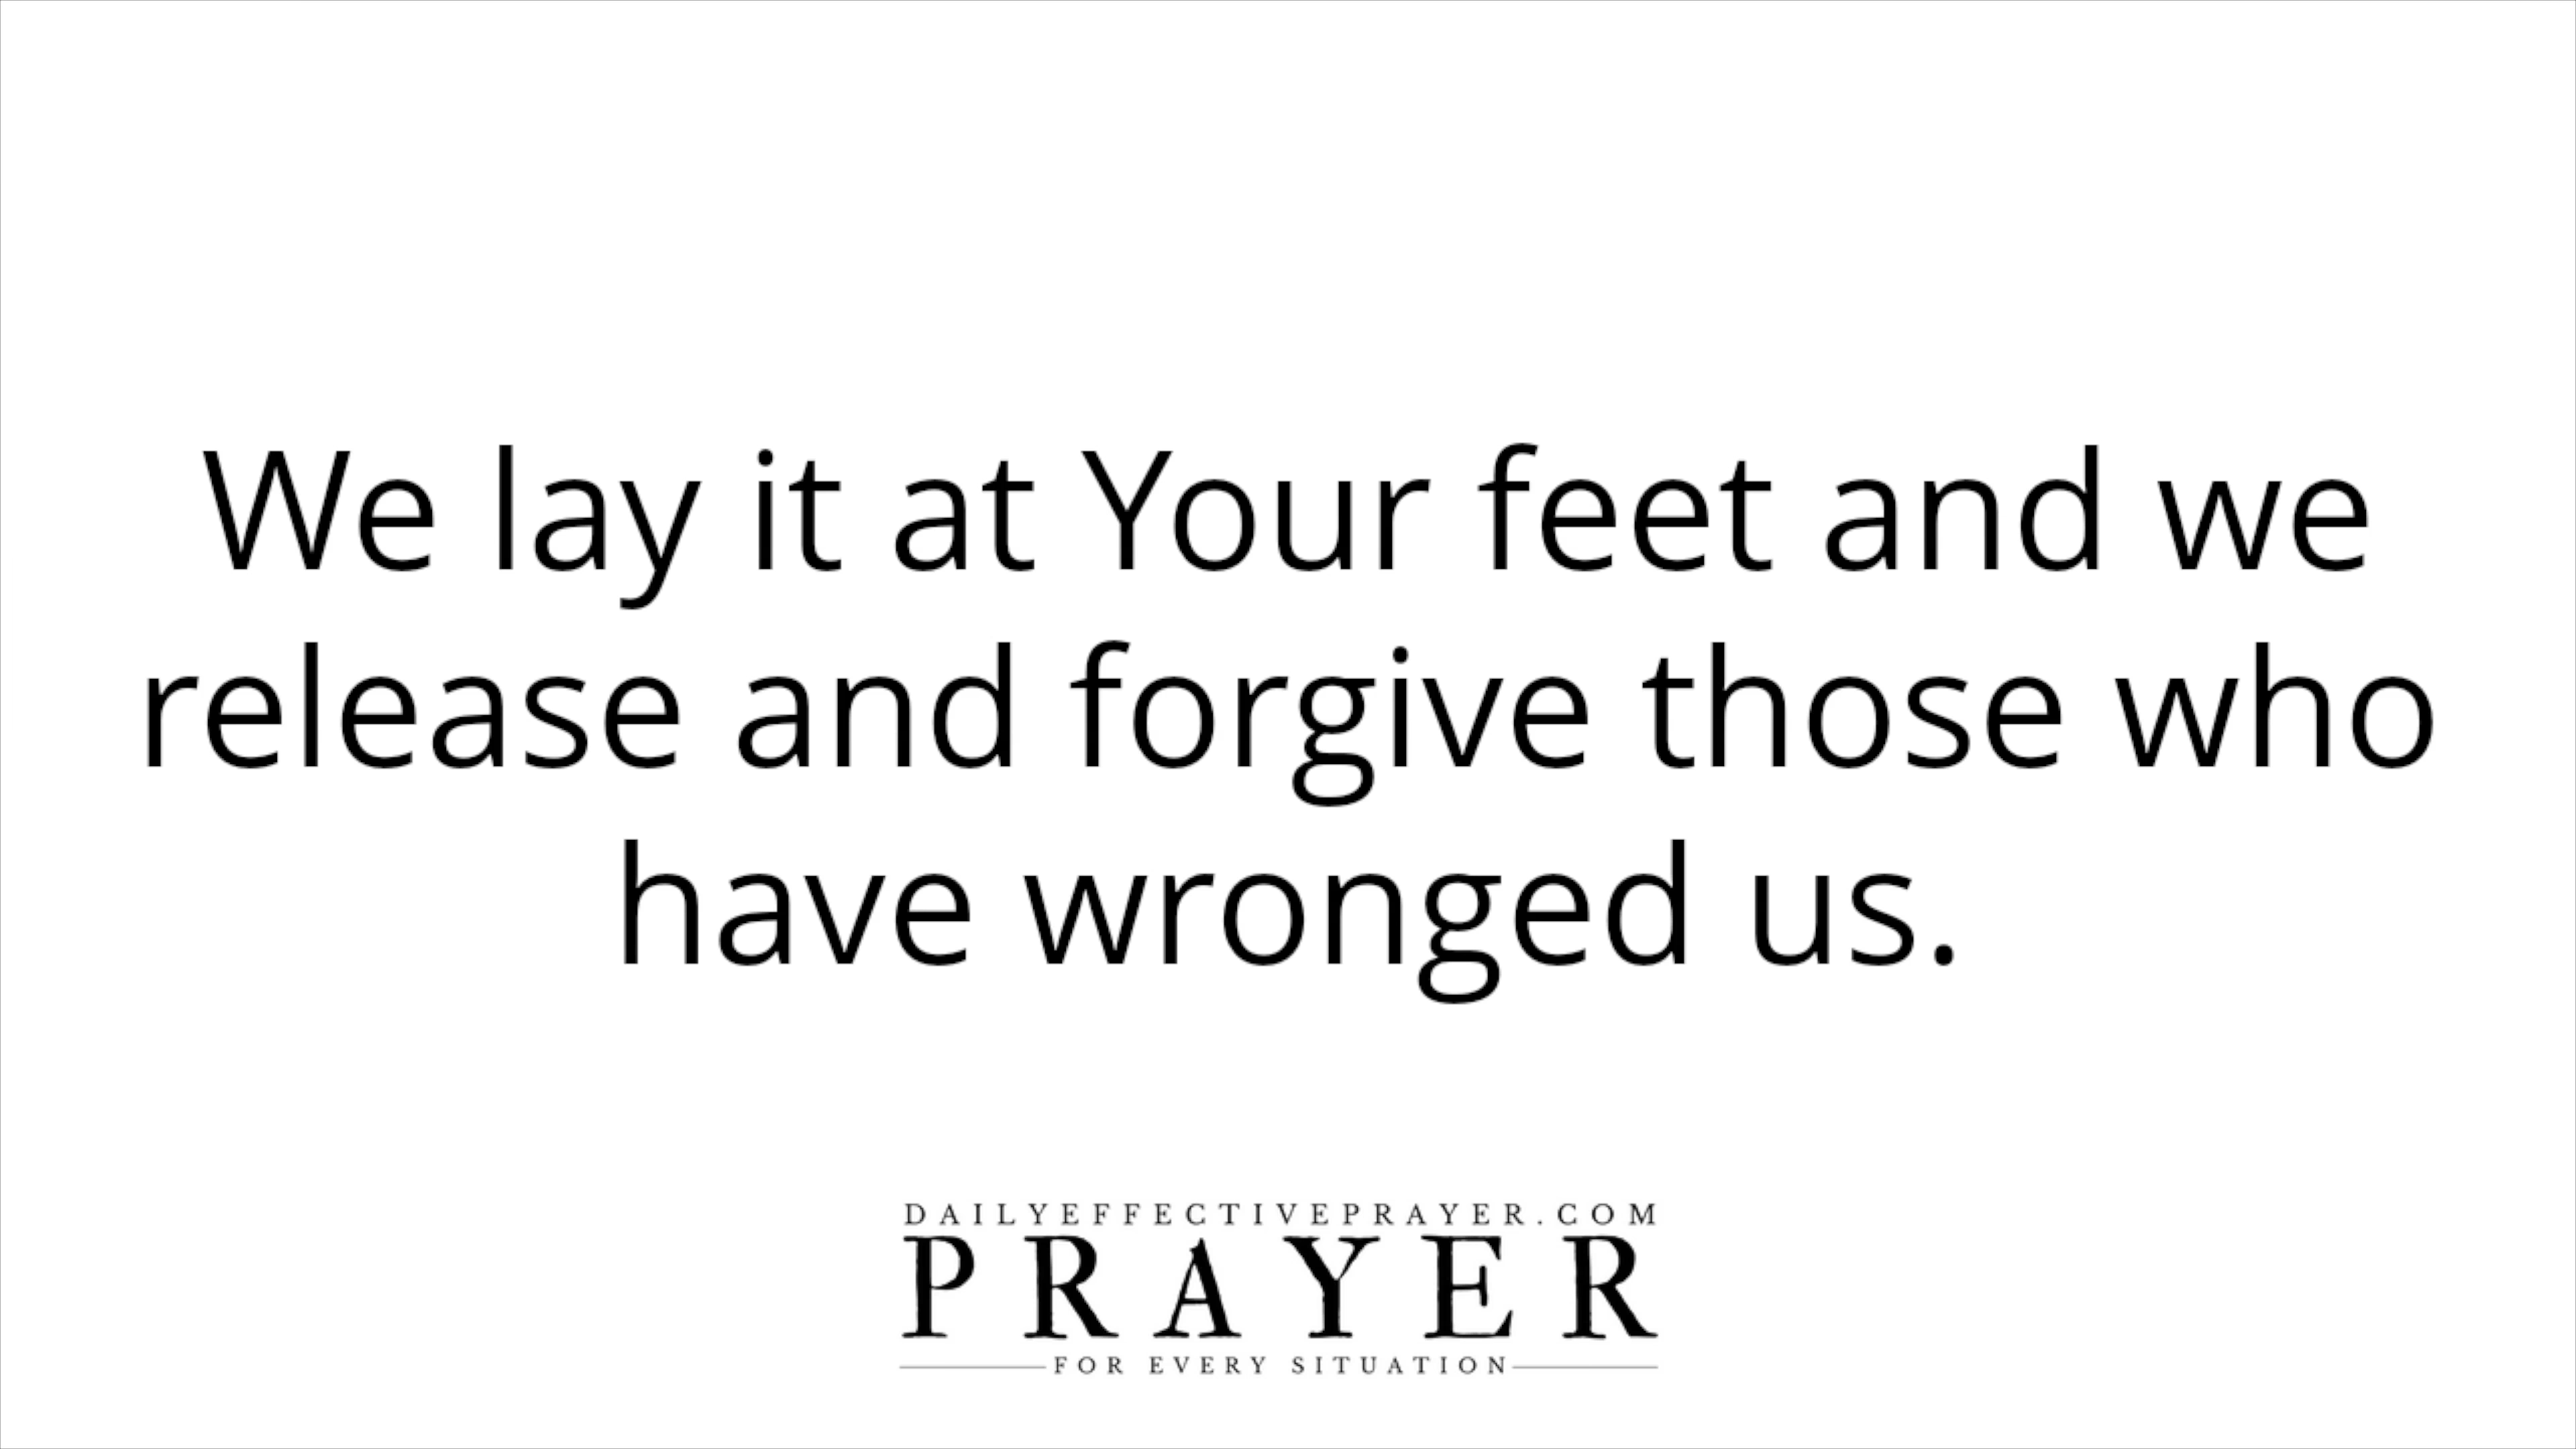 We lay it at Your feet and we
release and forgive those who
have wronged us.
DAILYEFFECTIVEPRAYER.COM
PRAYER
FOR EVERY SITUATION